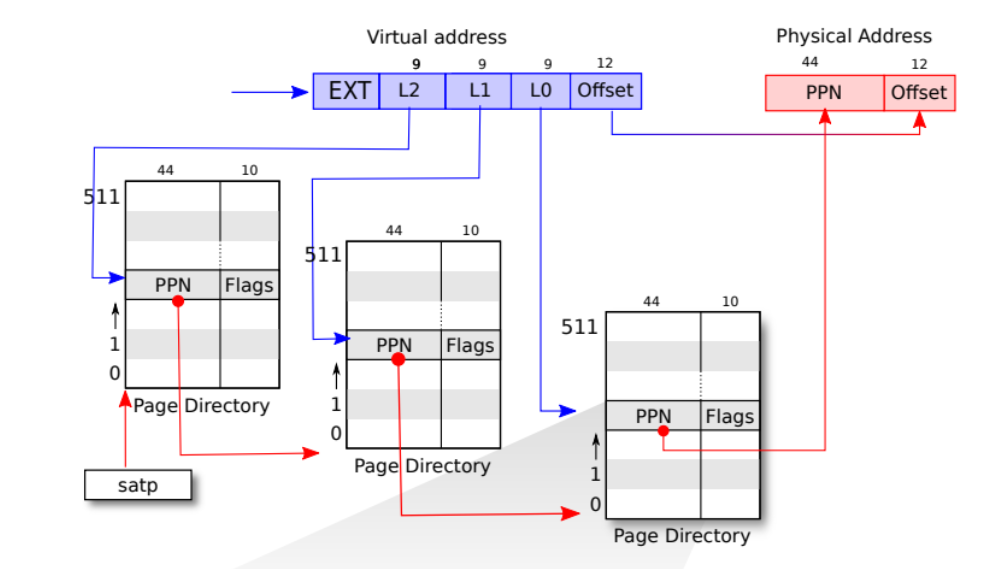 Virtual address
Physical Address
9 9 9 12
44 12
EXT L2 L1 L0 Offset
PPN Offset
44 10
511
PPN Flags
1
0
Page Directory
satp
44 10
511
PPN Flags
1
0
Page Directory
44 10
511
PPN Flags
1
0
Page Directory